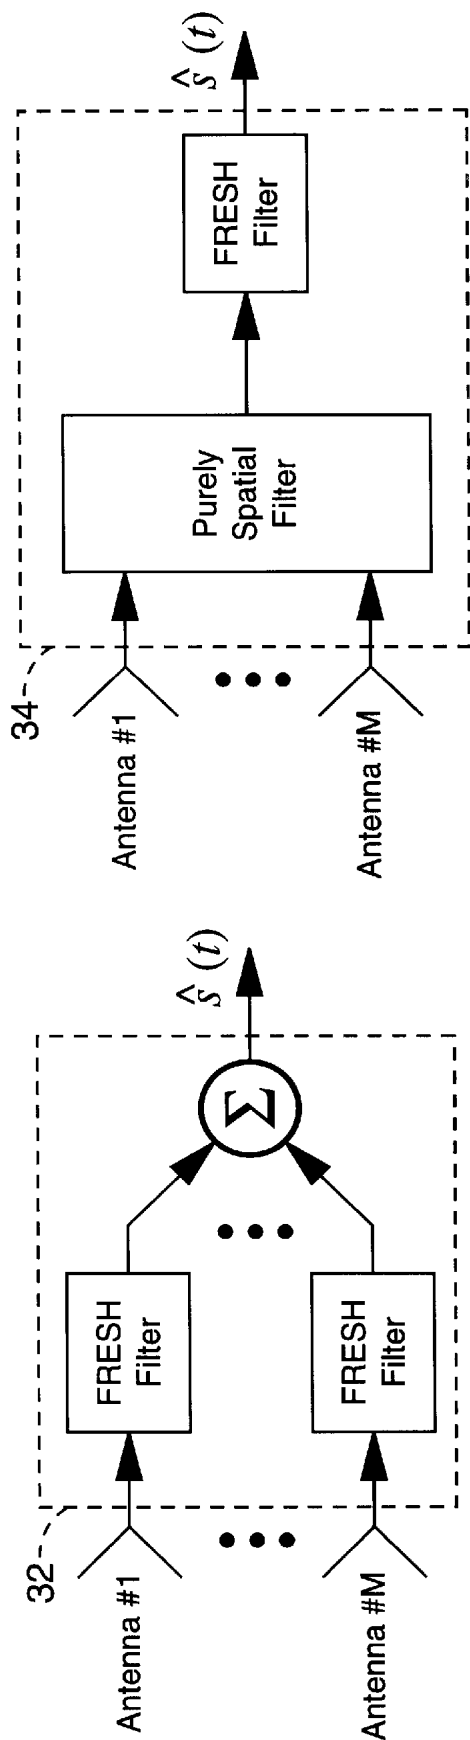 32
Antenna #1
Antenna #M
FRESH
Filter
FRESH
Filter
Σ
ŝ (t)
34
Antenna #1
Antenna #M
Purely
Spatial
Filter
FRESH
Filter
ŝ (t)